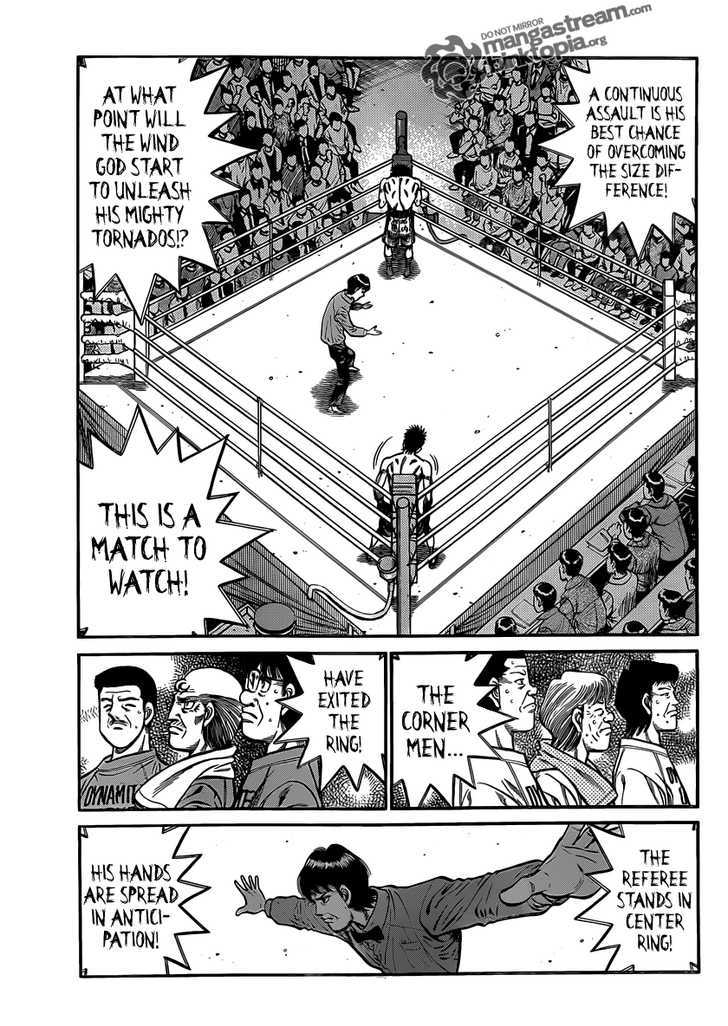 DO NOT MIRROR
mangastream.com
inktopia.org
A CONTINUOUS
ASSAULT IS HIS
BEST CHANCE
OF OVERCOMING
THE SIZE DIF-
FERENCE!
AT WHAT
POINT WILL
THE WIND
GOD START
TO UNLEASH
HIS MIGHTY
TORNADOS!?
THIS IS A
MATCH TO
WATCH!
THE
CORNER
MEN...
HAVE
EXITED
THE
RING!
DYNAMIT
DY
THE
REFEREE
STANDS IN
CENTER
RING!
HIS HANDS
ARE SPREAD
IN ANTICI-
PATION!